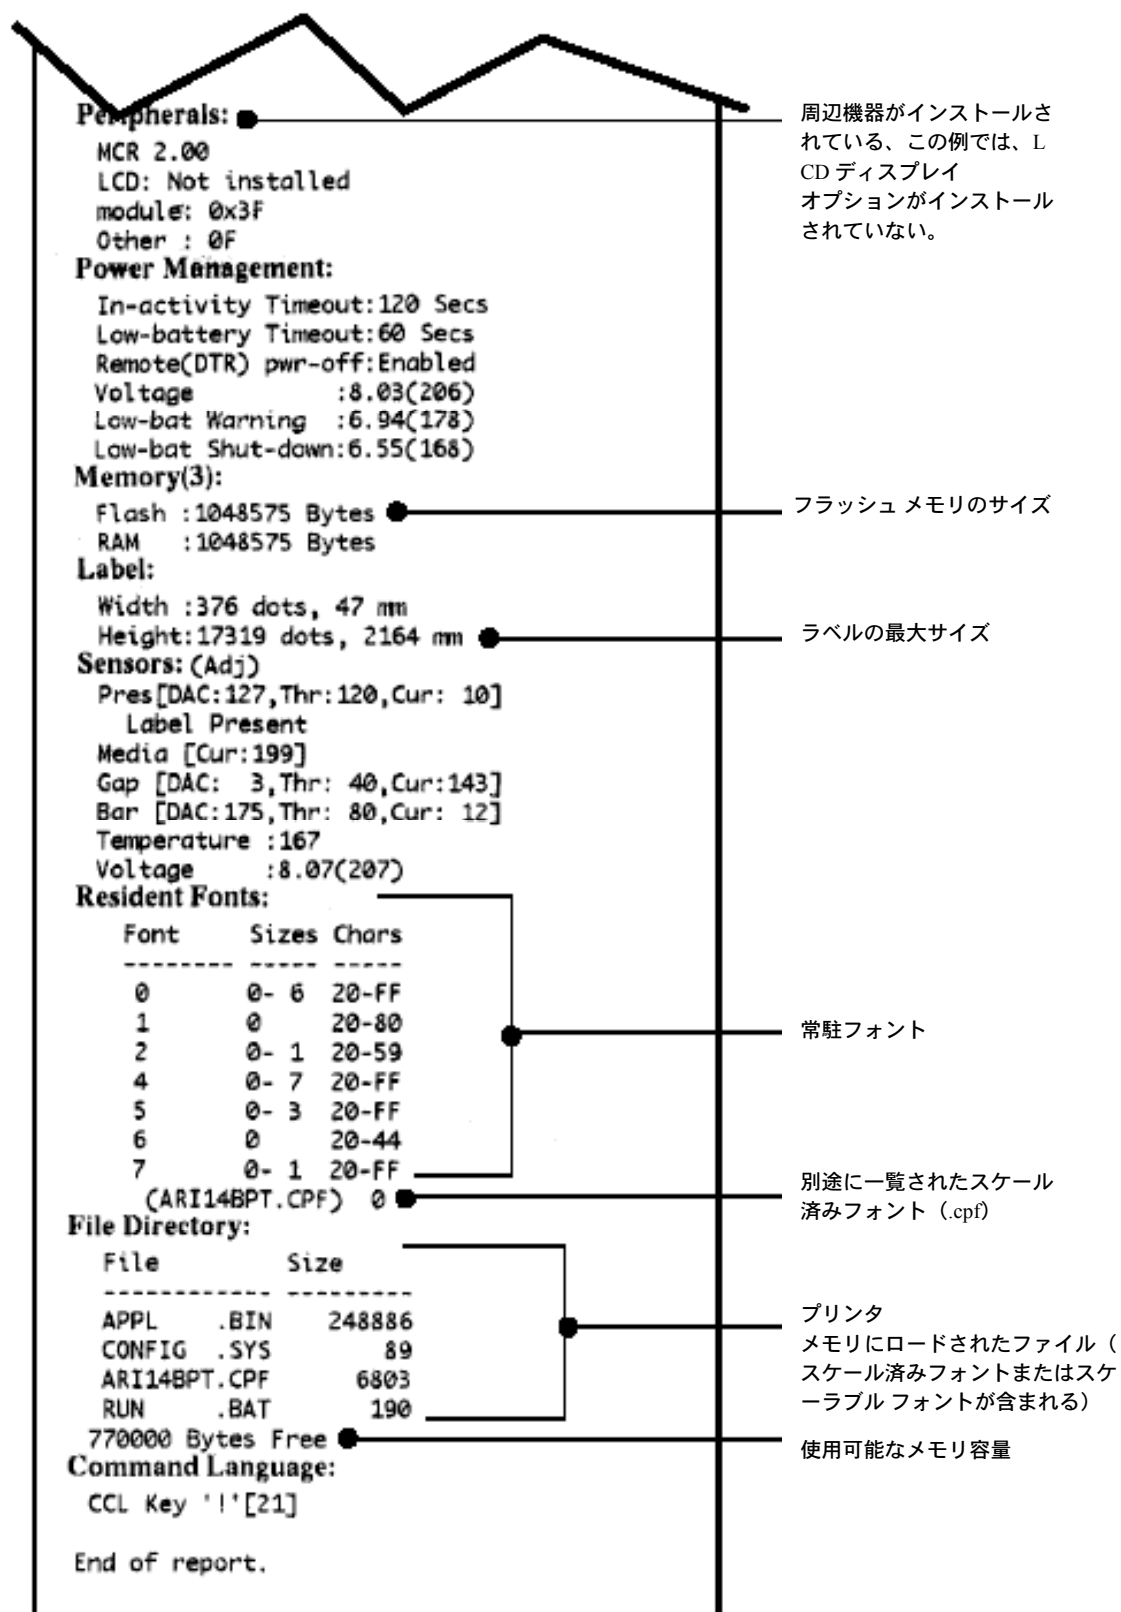 Peripherals:
MCR 2.00
LCD: Not installed
module: 0x3F
Other : 0F
Power Management:
In-activity Timeout:120 Secs
Low-battery Timeout:60 Secs
Remote(DTR) pwr-off:Enabled
Voltage :8.03(206)
Low-bat Warning :6.94(178)
Low-bat Shut-down:6.55(168)
Memory(3):
Flash :1048575 Bytes
RAM :1048575 Bytes
Label:
Width :376 dots, 47 mm
Height:17319 dots, 2164 mm
Sensors: (Adj)
Pres[DAC:127,Thr:120,Cur: 10]
Label Present
Media [Cur:199]
Gap [DAC: 3,Thr: 40,Cur:143]
Bar [DAC:175,Thr: 80,Cur: 12]
Temperature :167
Voltage :8.07(207)
Resident Fonts:
Font Sizes Chars
-------- ----- -----
0 0- 6 20-FF
1 0 20-80
2 0- 1 20-59
4 0- 7 20-FF
5 0- 3 20-FF
6 0 20-44
7 0- 1 20-FF
(ARI14BPT.CPF) 0
File Directory:
File Size
------------ ---------
APPL .BIN 248886
CONFIG .SYS 89
ARI14BPT.CPF 6803
RUN .BAT 190
770000 Bytes Free
Command Language:
CCL Key '!'[21]
End of report.
周辺機器がインストールさ
れている、この例では、L
CD ディスプレイ
オプションがインストール
されていない。
フラッシュ メモリのサイズ
ラベルの最大サイズ
常駐フォント
別途に一覧されたスケール
済みフォント（.cpf）
プリンタ
メモリにロードされたファイル（
スケール済みフォントまたはスケ
ーラブル フォントが含まれる）
使用可能なメモリ容量